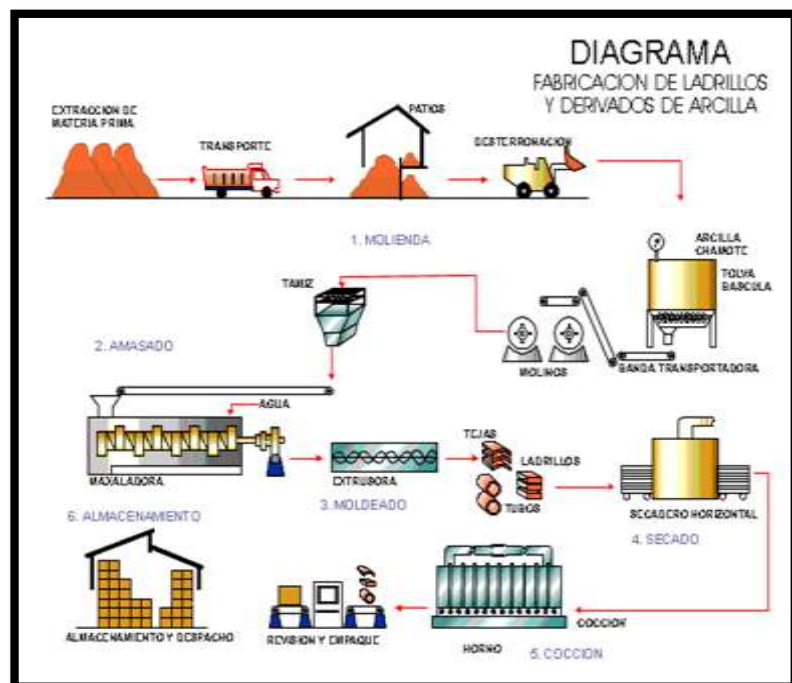 DIAGRAMA
FABRICACION DE LADRILLOS
Y DERIVADOS DE ARCILLA
EXTRACCION DE
MATERIA PRIMA
TRANSPORTE
PATIOS
DESTERRONACION
1. MOLIENDA
ARCILLA
CHAMOTE
TOLVA
BASCULA
TAMIZ
MOLINOS
BANDA TRANSPORTADORA
2. AMASADO
AGUA
MAXALADORA
EXTRUSORA
3. MOLDEADO
TEJAS
LADRILLOS
TUBOS
SECADERO HORIZONTAL
4. SECADO
6. ALMACENAMIENTO
ALMACENAMIENTO Y DESPACHO
REVISION Y EMPAQUE
HORNO
COCCION
5. COCCION